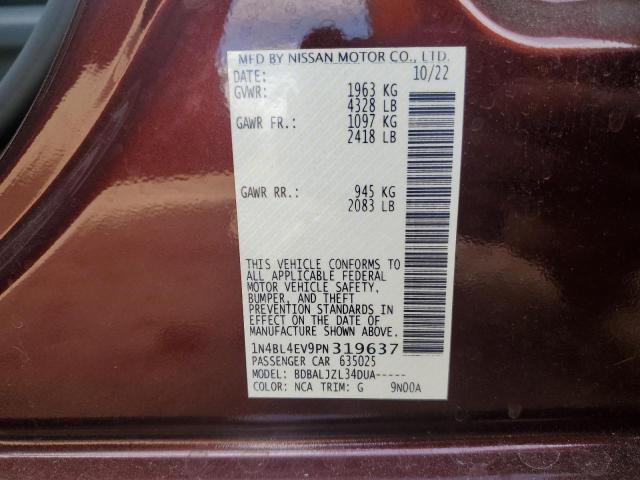 MFD BY NISSAN MOTOR CO., LTD.
DATE: 10/22
GVWR: 1963 KG
4328 LB
GAWR FR.: 1097 KG
2418 LB
GAWR RR.: 945 KG
2083 LB
THIS VEHICLE CONFORMS TO
ALL APPLICABLE FEDERAL
MOTOR VEHICLE SAFETY,
BUMPER, AND THEFT
PREVENTION STANDARDS IN
EFFECT ON THE DATE OF
MANUFACTURE SHOWN ABOVE.
1N4BL4EV9PN319637
PASSENGER CAR 635025
MODEL: BDBALJZL34DUA-----
COLOR: NCA TRIM: G 9N00A